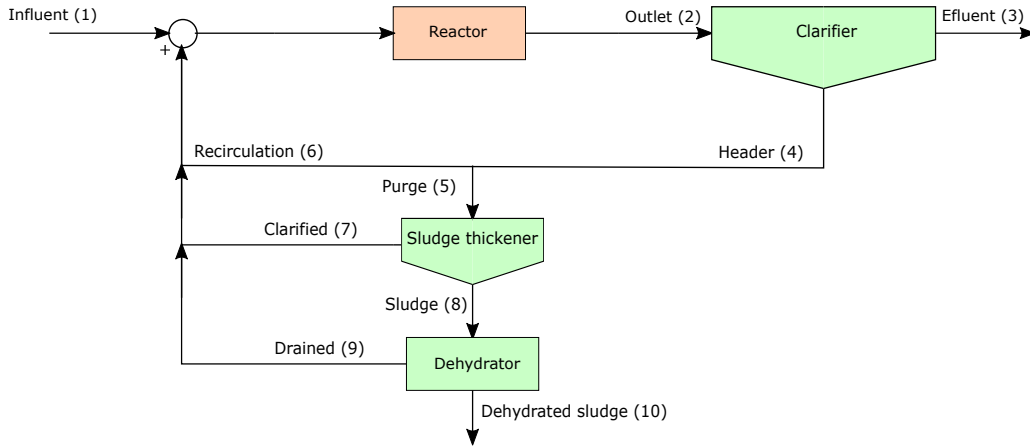 Influent (1)
Reactor
Outlet (2)
Clarifier
Efluent (3)
+
Recirculation (6)
Header (4)
Purge (5)
Clarified (7)
Sludge thickener
Sludge (8)
Drained (9)
Dehydrator
Dehydrated sludge (10)